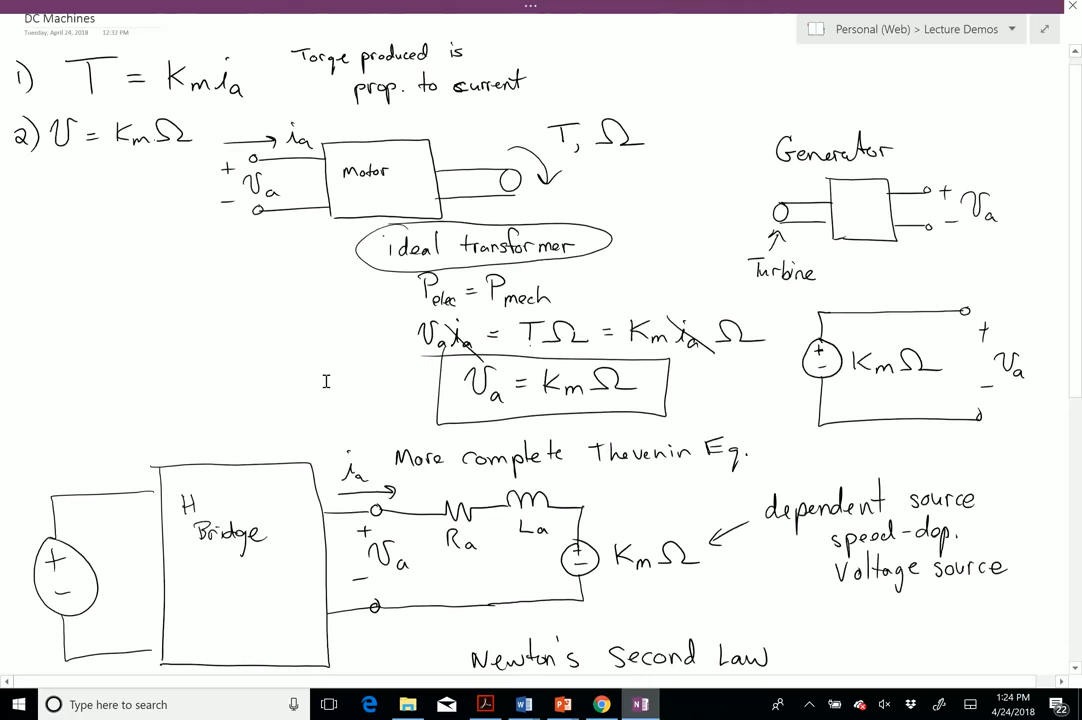 DC Machines
Tuesday, April 24, 2018 12:32 PM
Personal (Web) > Lecture Demos
1) T = Km ia
Torge produced is
prop. to current
2) V = Km Ω
ia
+
Va
-
Motor
T, Ω
Generator
+
Va
-
Turbine
ideal transformer
Pelec = Pmech
Va ia = TΩ = Km ia Ω
Va = Km Ω
+
-
Km Ω
+
Va
-
More complete Thevenin Eq.
ia
H
Bridge
+
-
+
Va
-
Ra
La
+
-
Km Ω
dependent source
speed-dep.
Voltage source
Newton's Second Law
Type here to search
1:24 PM
4/24/2018
22